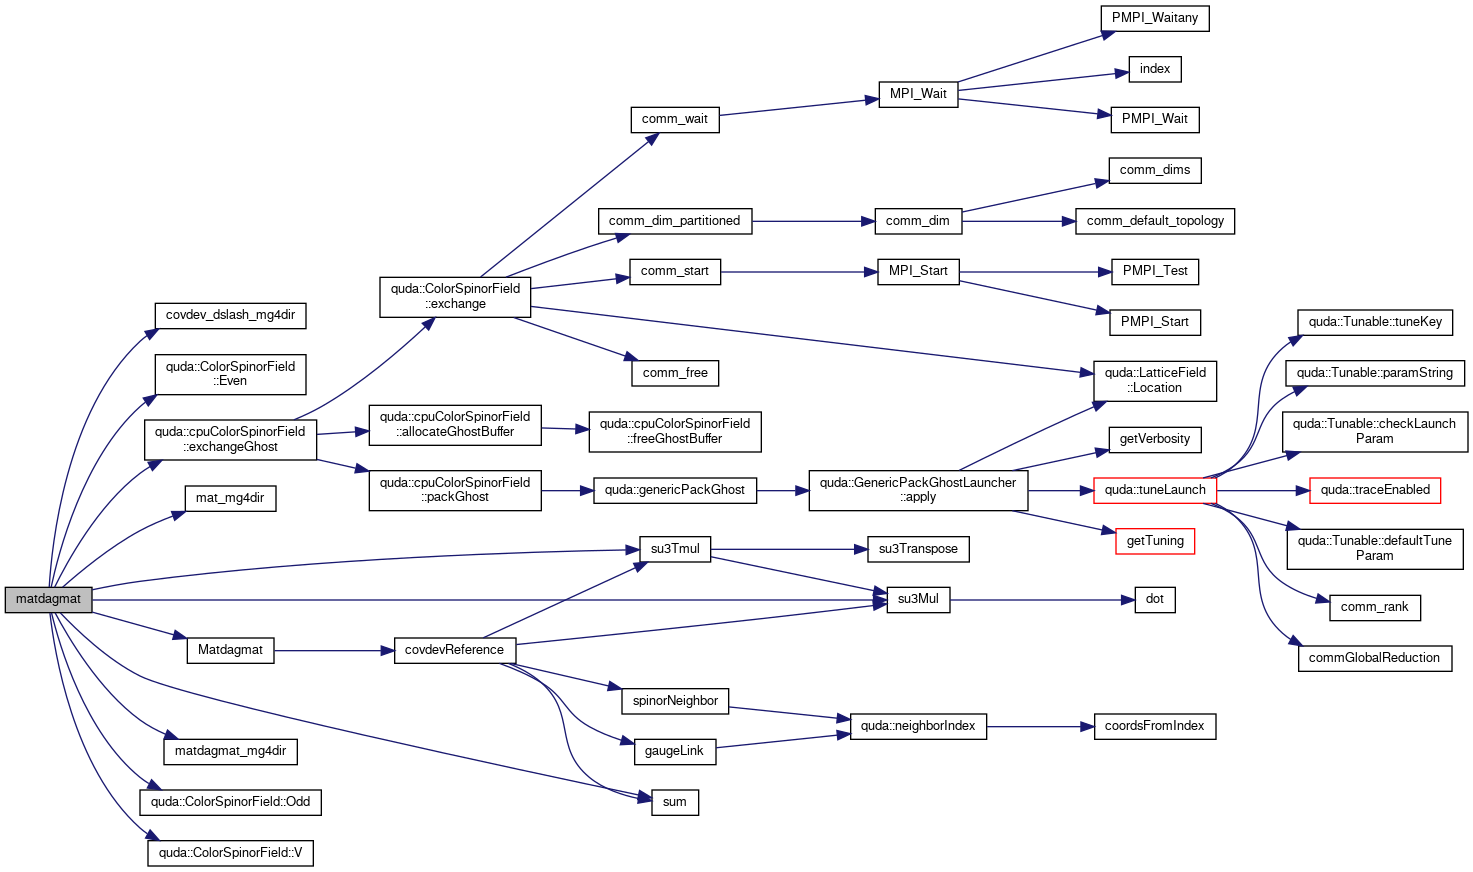 PMPI_Waitany
index
MPI_Wait
PMPI_Wait
comm_wait
comm_dims
comm_dim_partitioned
comm_dim
comm_default_topology
quda::ColorSpinorField
::exchange
comm_start
MPI_Start
PMPI_Test
PMPI_Start
covdev_dslash_mg4dir
quda::Tunable::tuneKey
quda::ColorSpinorField
::Even
comm_free
quda::LatticeField
::Location
quda::Tunable::paramString
quda::cpuColorSpinorField
::exchangeGhost
quda::cpuColorSpinorField
::allocateGhostBuffer
quda::cpuColorSpinorField
::freeGhostBuffer
getVerbosity
quda::Tunable::checkLaunch
Param
mat_mg4dir
quda::cpuColorSpinorField
::packGhost
quda::genericPackGhost
quda::GenericPackGhostLauncher
::apply
quda::tuneLaunch
quda::traceEnabled
getTuning
quda::Tunable::defaultTune
Param
su3Tmul
su3Transpose
matdagmat
su3Mul
dot
comm_rank
Matdagmat
covdevReference
commGlobalReduction
spinorNeighbor
quda::neighborIndex
coordsFromIndex
matdagmat_mg4dir
gaugeLink
quda::ColorSpinorField::Odd
sum
quda::ColorSpinorField::V